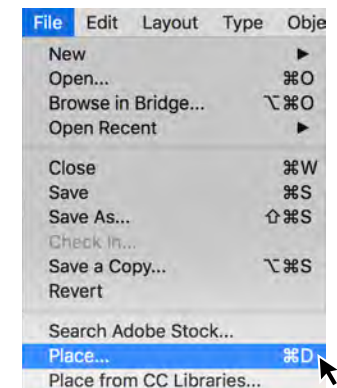 File Edit Layout Type Obje
New ▶
Open... ⌘O
Browse in Bridge... ⌥⌘O
Open Recent ▶
Close ⌘W
Save ⌘S
Save As... ⇧⌘S
Check In...
Save a Copy... ⌥⌘S
Revert
Search Adobe Stock...
Place... ⌘D
Place from CC Libraries...